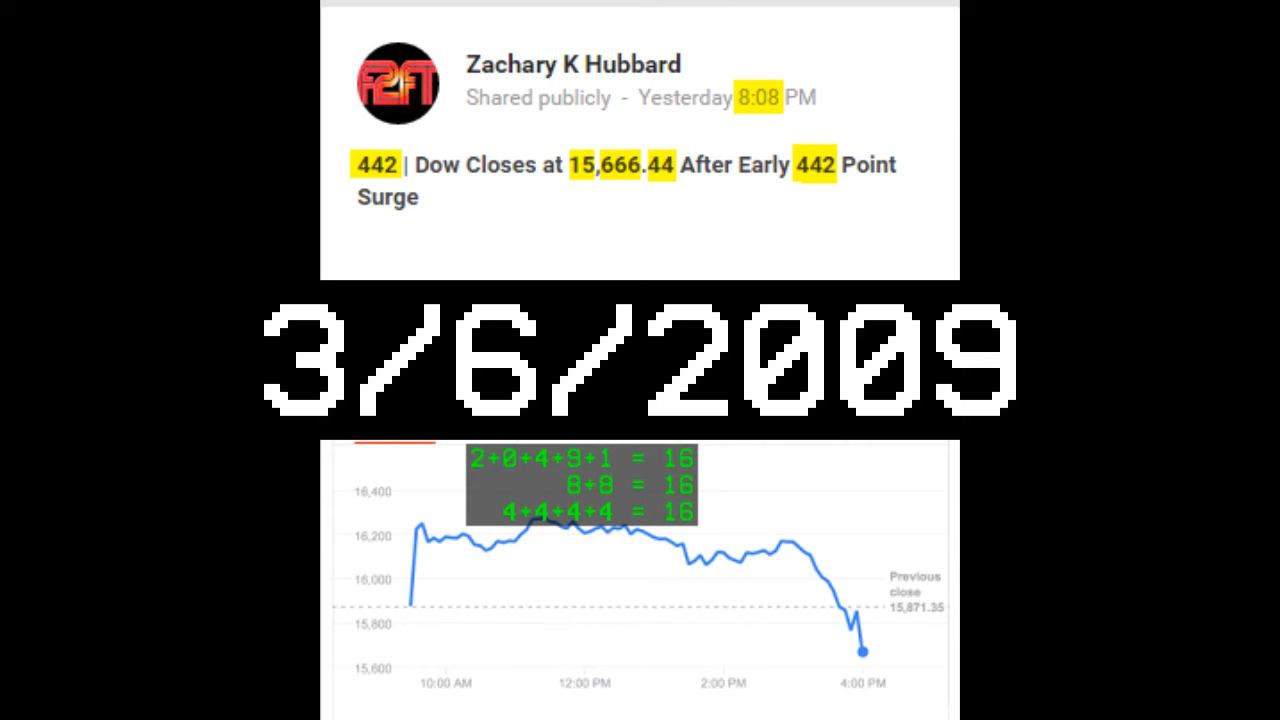 F2FT
Zachary K Hubbard
Shared publicly - Yesterday 8:08 PM
442 | Dow Closes at 15,666.44 After Early 442 Point
Surge
3/6/2009
2+0+4+9+1 = 16
8+8 = 16
4+4+4+4 = 16
16,400
16,200
16,000
15,800
15,600
Previous
close
15,871.35
10:00 AM 12:00 PM 2:00 PM 4:00 PM